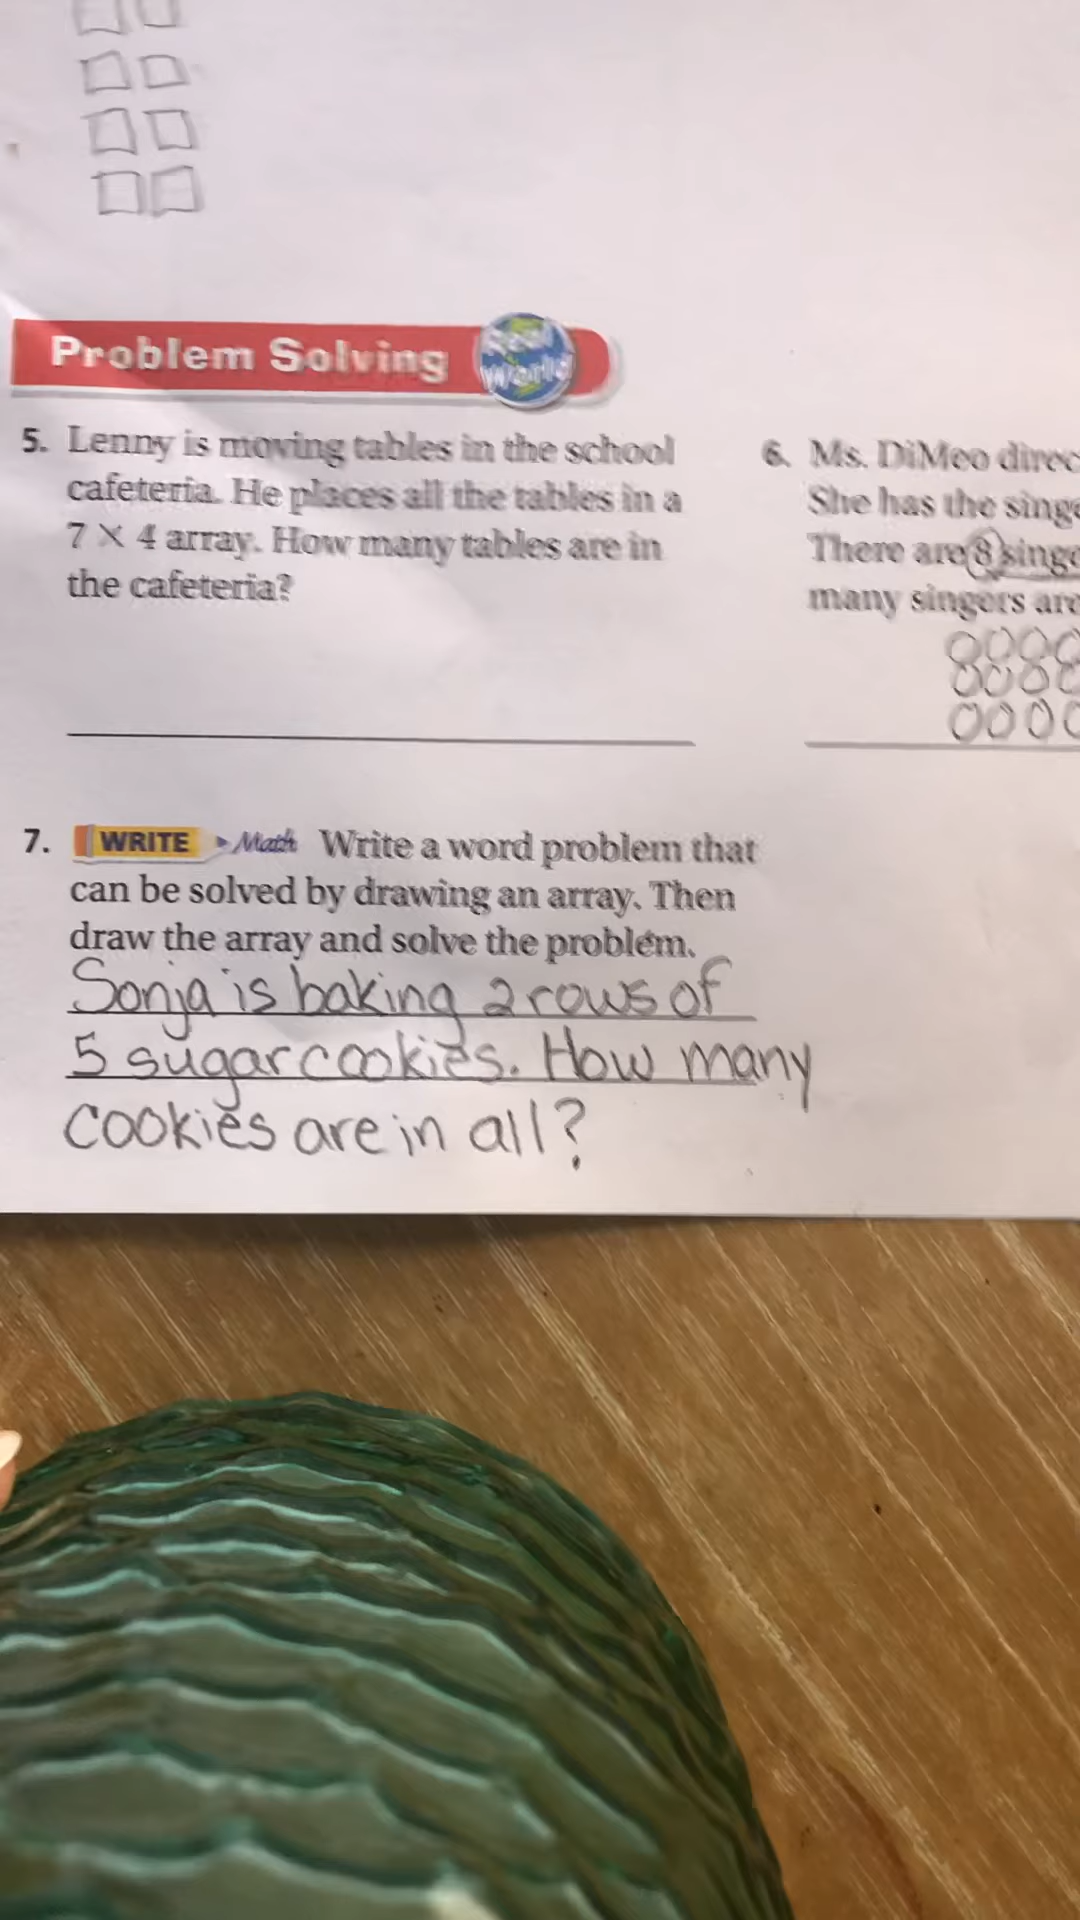 Problem Solving Real World
5. Lenny is moving tables in the school
cafeteria. He places all the tables in a
7 × 4 array. How many tables are in
the cafeteria?
6. Ms. DiMeo direc
She has the singe
There are 8 singe
many singers are
7. WRITE Math Write a word problem that
can be solved by drawing an array. Then
draw the array and solve the problem.
Sonja is baking 2 rows of
5 sugar cookies. How many
cookies are in all?